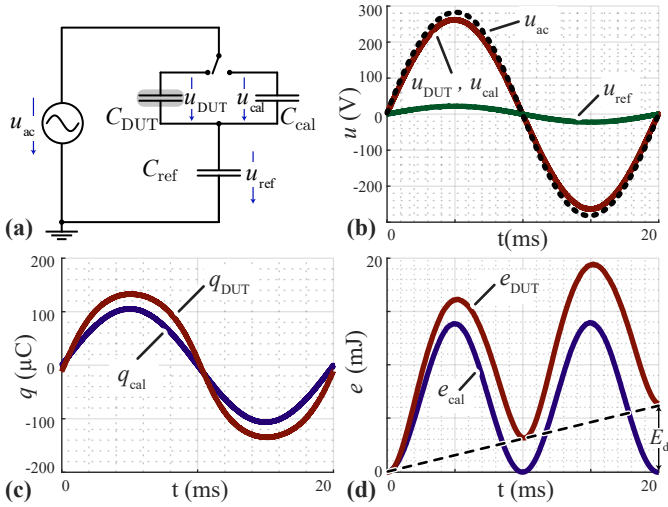 u_ac
C_DUT
u_DUT
u_cal
C_cal
C_ref
u_ref
(a)
300
200
100
0
-100
-200
u (V)
u_ac
u_DUT , u_cal
u_ref
0
10
20
t(ms)
(b)
200
100
0
-100
-200
q (µC)
q_DUT
q_cal
0
20
t (ms)
(c)
20
0
e (mJ)
e_DUT
e_cal
E_d
0
10
20
t(ms)
(d)